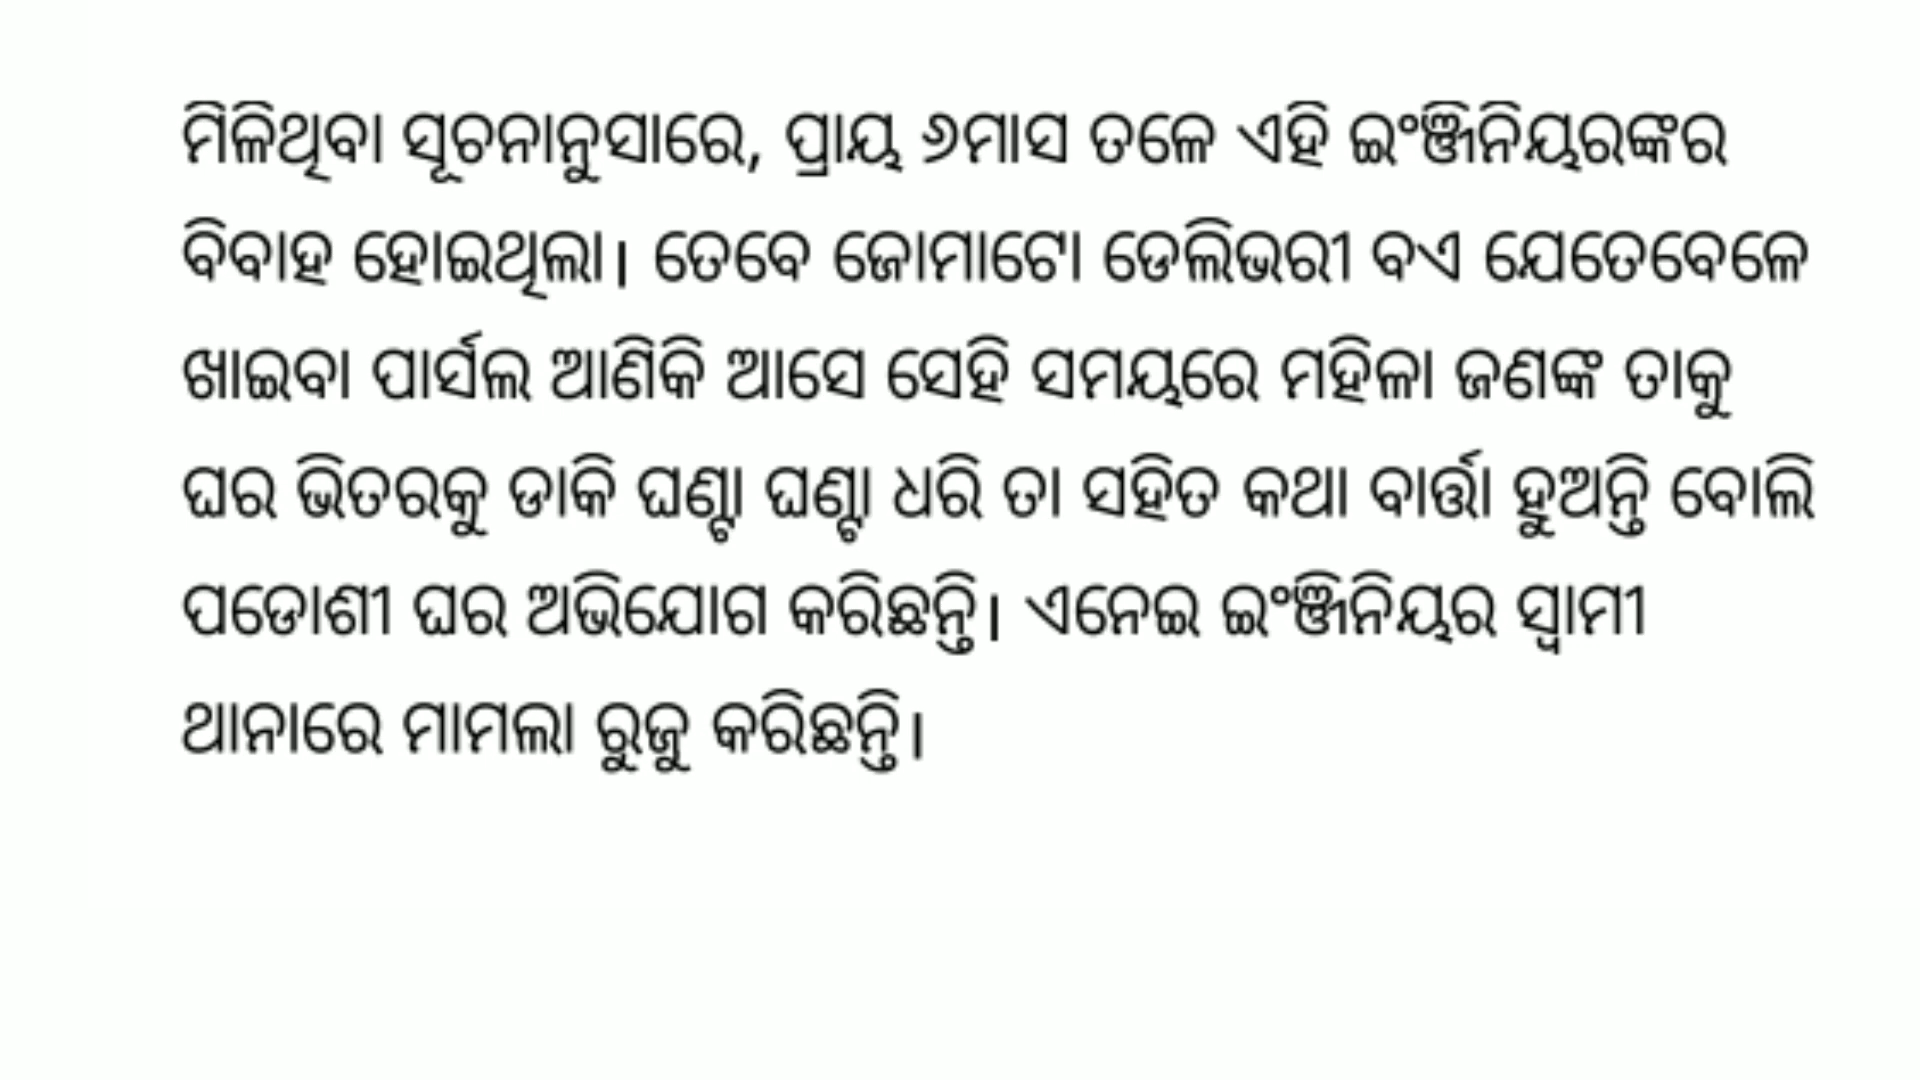 ମିଳିଥିବା ସୂଚନାନୁସାରେ, ପ୍ରାୟ ୬ମାସ ତଳେ ଏହି ଇଂଞ୍ଜିନିୟରଙ୍କର
ବିବାହ ହୋଇଥିଲା। ତେବେ ଜୋମାଟୋ ଡେଲିଭରୀ ବଏ ଯେତେବେଳେ
ଖାଇବା ପାର୍ସଲ ଆଣିକି ଆସେ ସେହି ସମୟରେ ମହିଳା ଜଣଙ୍କ ତାକୁ
ଘର ଭିତରକୁ ଡାକି ଘଣ୍ଟା ଘଣ୍ଟା ଧରି ତା ସହିତ କଥା ବାର୍ତ୍ତା ହୁଅନ୍ତି ବୋଲି
ପଡୋଶୀ ଘର ଅଭିଯୋଗ କରିଛନ୍ତି। ଏନେଇ ଇଂଞ୍ଜିନିୟର ସ୍ୱାମୀ
ଥାନାରେ ମାମଲା ରୁଜୁ କରିଛନ୍ତି।